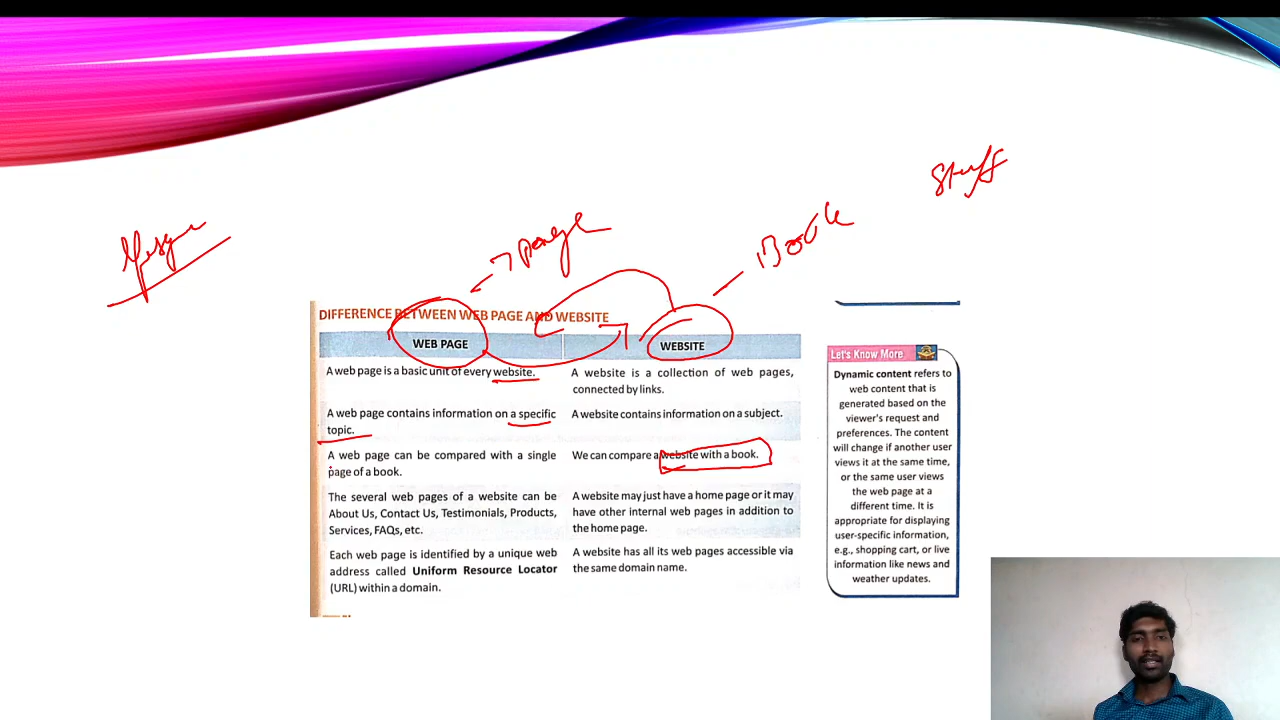 Stuff
Book
page
DIFFERENCE BETWEEN WEB PAGE AND WEBSITE
WEB PAGE
WEBSITE
A web page is a basic unit of every website.
A website is a collection of web pages,
connected by links.
A web page contains information on a specific
topic.
A website contains information on a subject.
A web page can be compared with a single
page of a book.
We can compare a website with a book.
The several web pages of a website can be
About Us, Contact Us, Testimonials, Products,
Services, FAQs, etc.
A website may just have a home page or it may
have other internal web pages in addition to
the home page.
Each web page is identified by a unique web
address called Uniform Resource Locator
(URL) within a domain.
A website has all its web pages accessible via
the same domain name.
Let's Know More
Dynamic content refers to
web content that is
generated based on the
viewer's request and
preferences. The content
will change if another user
views it at the same time,
or the same user views
the web page at a
different time. It is
appropriate for displaying
user-specific information,
e.g., shopping cart, or live
information like news and
weather updates.